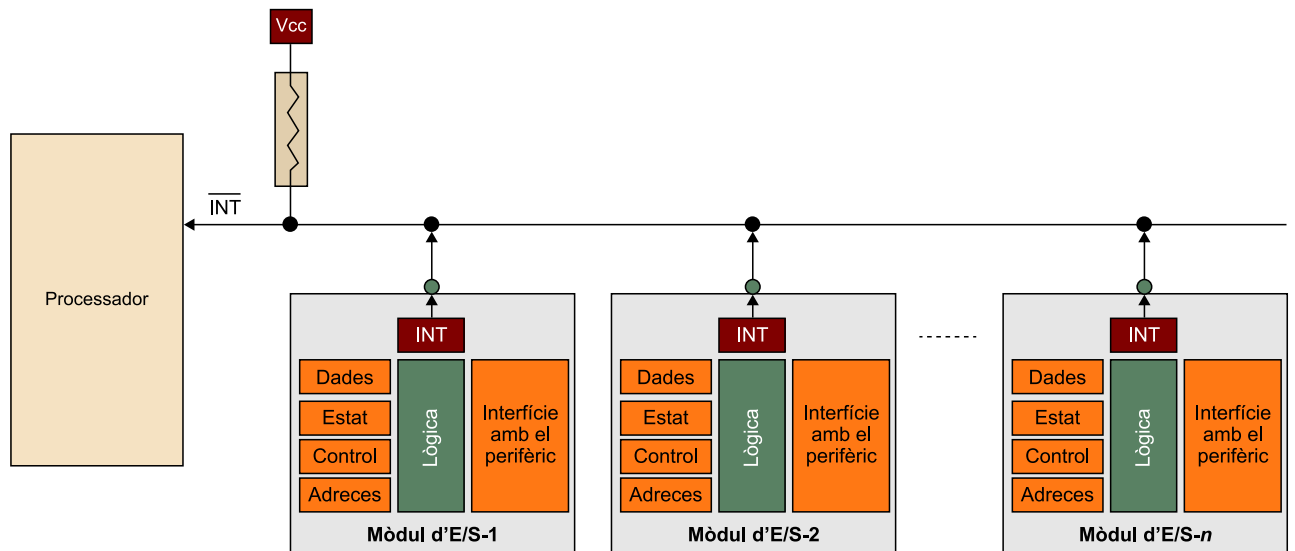 Vcc
INT
Processador
INT
Dades
Estat
Control
Adreces
Lògica
Interfície
amb el
perifèric
Mòdul d’E/S-1
INT
Dades
Estat
Control
Adreces
Lògica
Interfície
amb el
perifèric
Mòdul d’E/S-2
INT
Dades
Estat
Control
Adreces
Lògica
Interfície
amb el
perifèric
Mòdul d’E/S-n